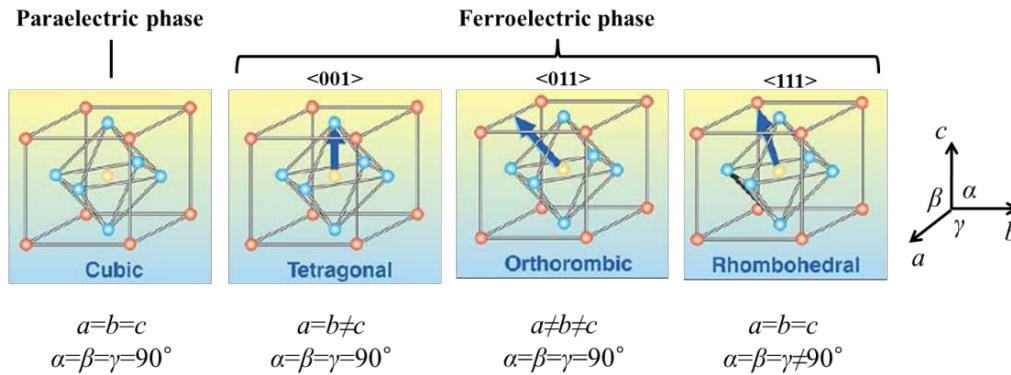 Paraelectric phase
Ferroelectric phase
<001>
<011>
<111>
Cubic
Tetragonal
Orthorombic
Rhombohedral
c
β
α
γ
b
a
a=b=c
α=β=γ=90°
a=b≠c
α=β=γ=90°
a≠b≠c
α=β=γ=90°
a=b=c
α=β=γ≠90°